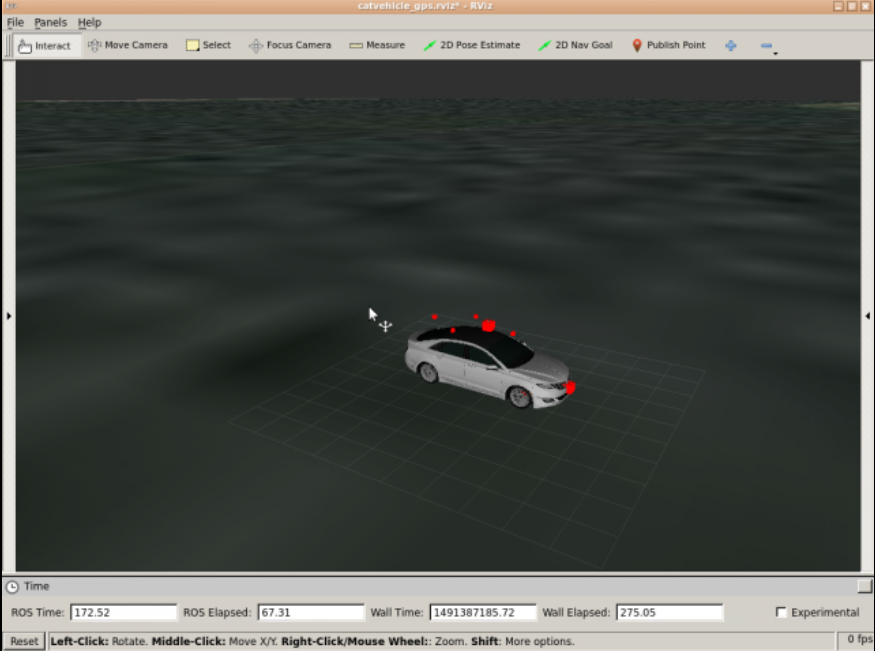 catvehicle_gps.rviz* - RViz
File Panels Help
Interact Move Camera Select Focus Camera Measure 2D Pose Estimate 2D Nav Goal Publish Point
Time
ROS Time: 172.52 ROS Elapsed: 67.31 Wall Time: 1491387185.72 Wall Elapsed: 275.05 Experimental
Reset Left-Click: Rotate. Middle-Click: Move X/Y. Right-Click/Mouse Wheel:: Zoom. Shift: More options. 0 fps